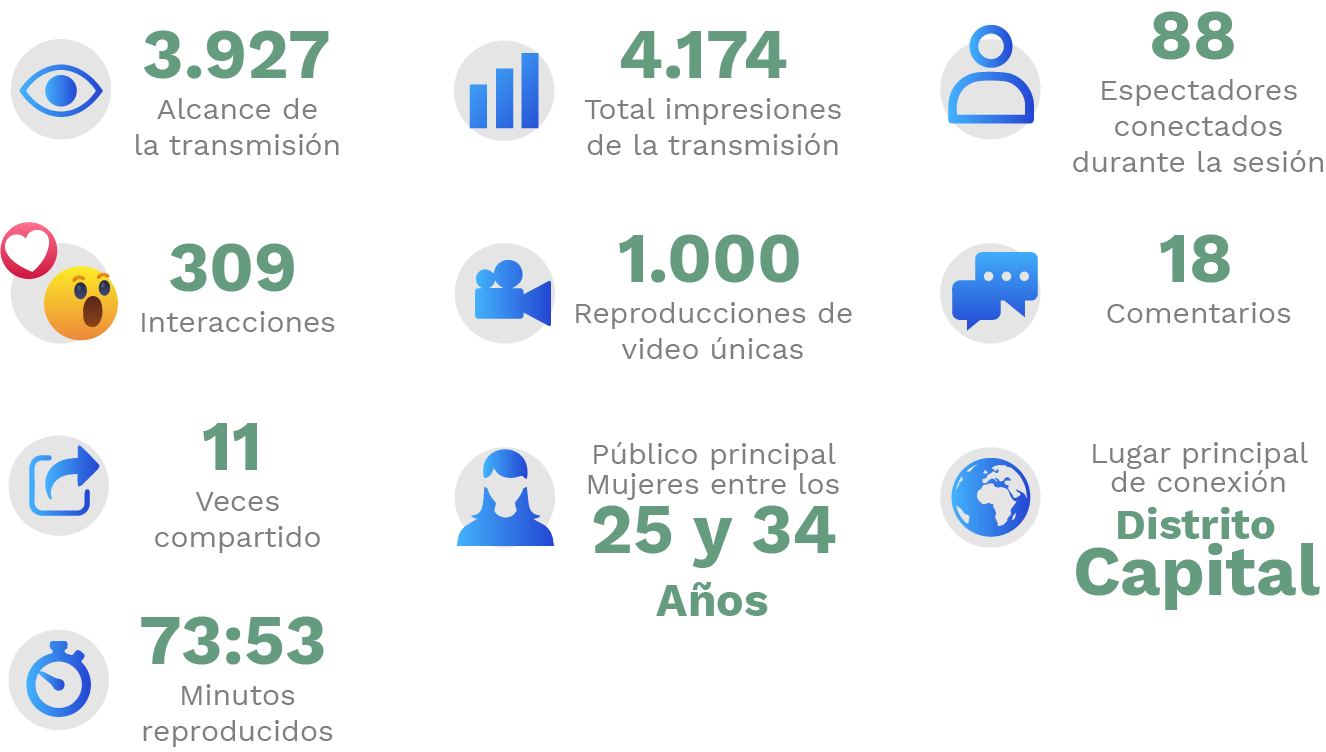 3.927
Alcance de
la transmisión
4.174
Total impresiones
de la transmisión
88
Espectadores
conectados
durante la sesión
309
Interacciones
1.000
Reproducciones de
video únicas
18
Comentarios
11
Veces
compartido
Público principal
Mujeres entre los
25 y 34
Años
Lugar principal
de conexión
Distrito
Capital
73:53
Minutos
reproducidos